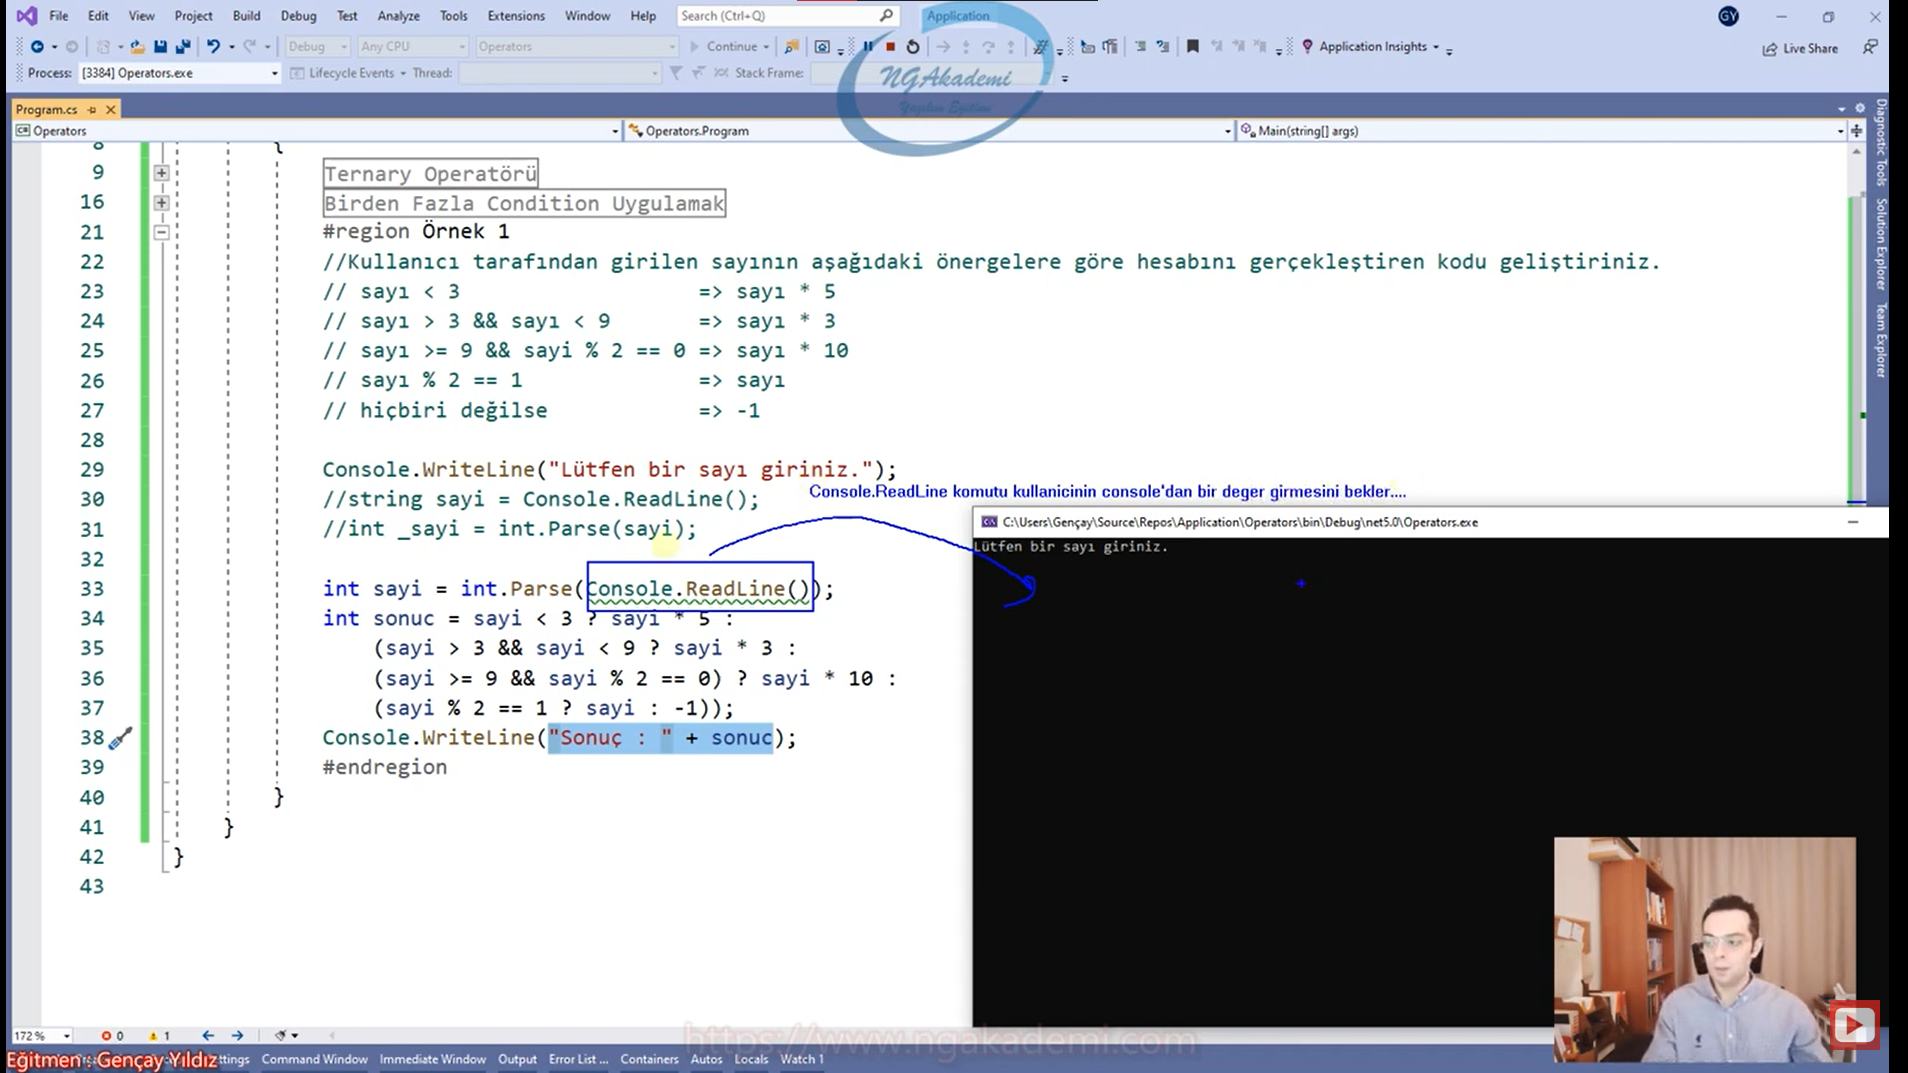 File Edit View Project Build Debug Test Analyze Tools Extensions Window Help Search (Ctrl+Q) Application GY
Debug Any CPU Operators Continue Application Insights Live Share
Process: [3384] Operators.exe Lifecycle Events Thread: Stack Frame:
NGAkademi
Yazılım Eğitim
Program.cs
Operators Operators.Program Main(string[] args)
Diagnostic Tools
Solution Explorer
Team Explorer
8 {
9 Ternary Operatörü
16 Birden Fazla Condition Uygulamak
21 #region Örnek 1
22 //Kullanıcı tarafından girilen sayının aşağıdaki önergelere göre hesabını gerçekleştiren kodu geliştiriniz.
23 // sayı < 3 => sayı * 5
24 // sayı > 3 && sayı < 9 => sayı * 3
25 // sayı >= 9 && sayi % 2 == 0 => sayı * 10
26 // sayı % 2 == 1 => sayı
27 // hiçbiri değilse => -1
28
29 Console.WriteLine("Lütfen bir sayı giriniz.");
30 //string sayi = Console.ReadLine();
31 //int _sayi = int.Parse(sayi);
32
33 int sayi = int.Parse(Console.ReadLine());
34 int sonuc = sayi < 3 ? sayi * 5 :
35 (sayi > 3 && sayi < 9 ? sayi * 3 :
36 (sayi >= 9 && sayi % 2 == 0) ? sayi * 10 :
37 (sayi % 2 == 1 ? sayi : -1));
38 Console.WriteLine("Sonuç : " + sonuc);
39 #endregion
40 }
41 }
42 }
43
Console.ReadLine komutu kullanicinin console'dan bir deger girmesini bekler....
C:\Users\Gençay\Source\Repos\Application\Operators\bin\Debug\net5.0\Operators.exe
Lütfen bir sayı giriniz.
172 % 0 1
https://www.ngakademi.com
Eğitmen : Gençay Yıldız
Command Window Immediate Window Output Error List ... Containers Autos Locals Watch 1